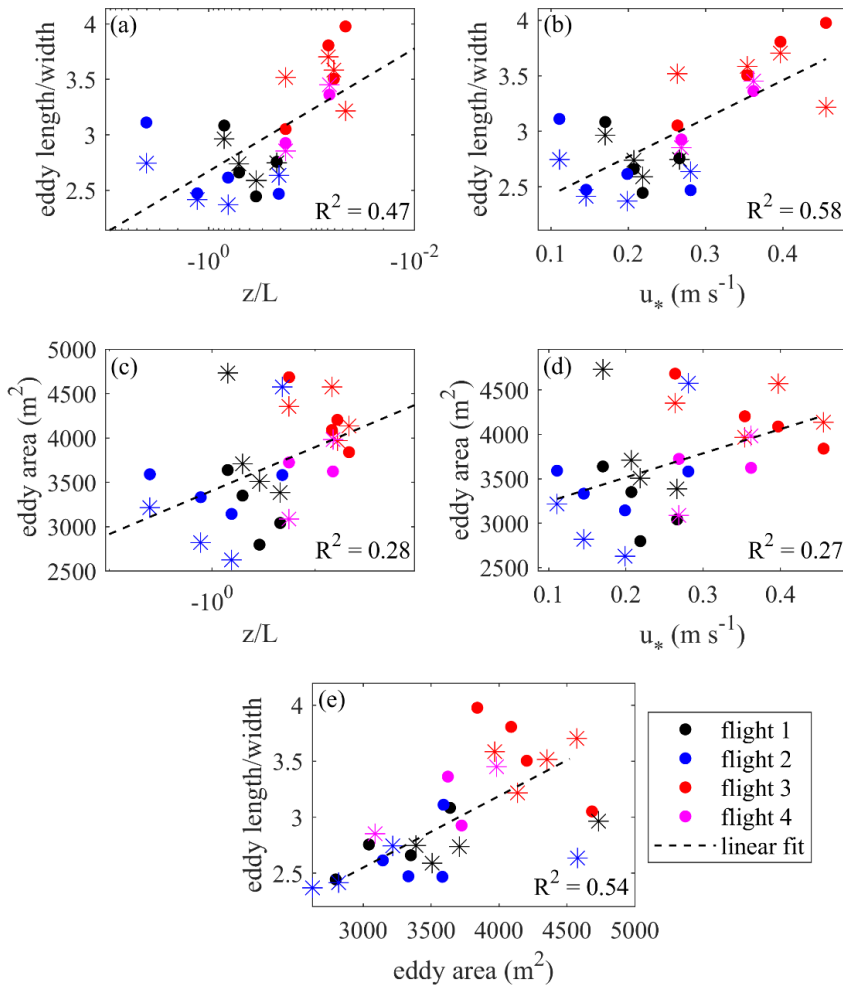 (a)
4
3.5
3
2.5
eddy length/width
R² = 0.47
-10⁰
-10⁻²
z/L
(b)
4
3.5
3
2.5
eddy length/width
R² = 0.58
0.1 0.2 0.3 0.4
u* (m s⁻¹)
(c)
5000
4500
4000
3500
3000
2500
eddy area (m²)
R² = 0.28
-10⁰
z/L
(d)
5000
4500
4000
3500
3000
2500
eddy area (m²)
R² = 0.27
0.1 0.2 0.3 0.4
u* (m s⁻¹)
(e)
4
3.5
3
2.5
eddy length/width
R² = 0.54
3000 3500 4000 4500 5000
eddy area (m²)
flight 1
flight 2
flight 3
flight 4
linear fit